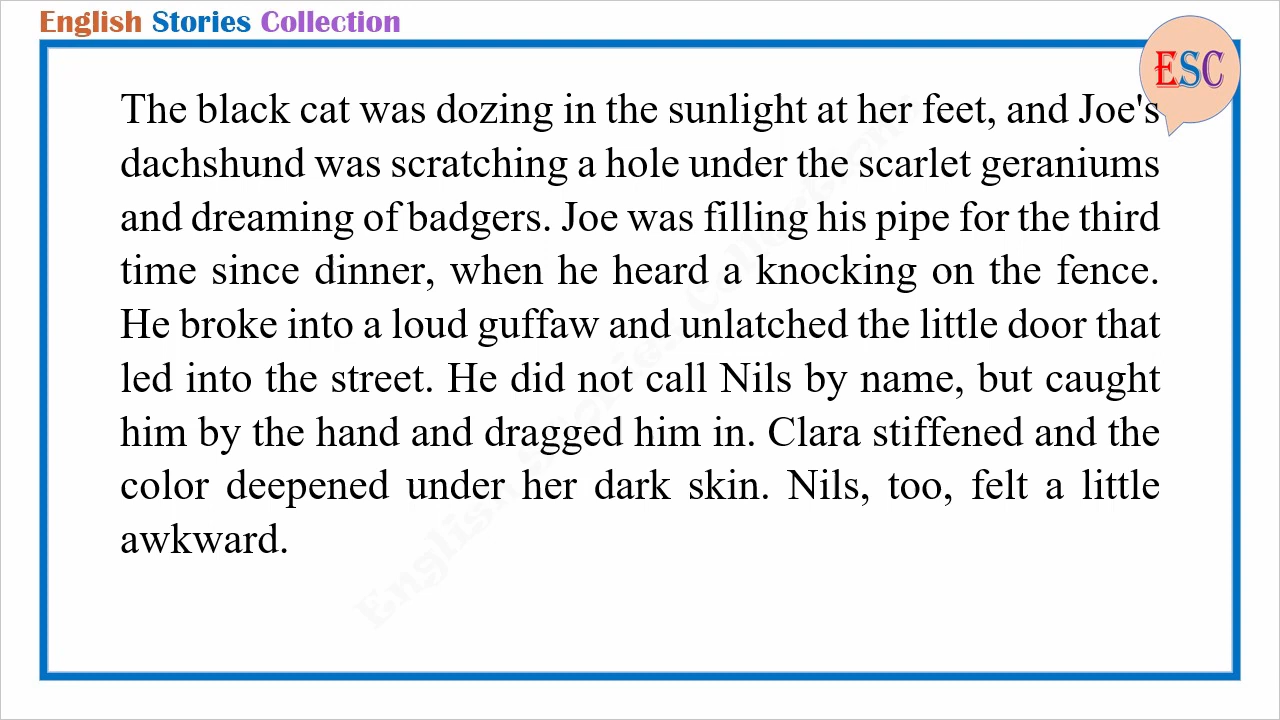 English Stories Collection
ESC
The black cat was dozing in the sunlight at her feet, and Joe's
dachshund was scratching a hole under the scarlet geraniums
and dreaming of badgers. Joe was filling his pipe for the third
time since dinner, when he heard a knocking on the fence.
He broke into a loud guffaw and unlatched the little door that
led into the street. He did not call Nils by name, but caught
him by the hand and dragged him in. Clara stiffened and the
color deepened under her dark skin. Nils, too, felt a little
awkward.
English Stories Collection